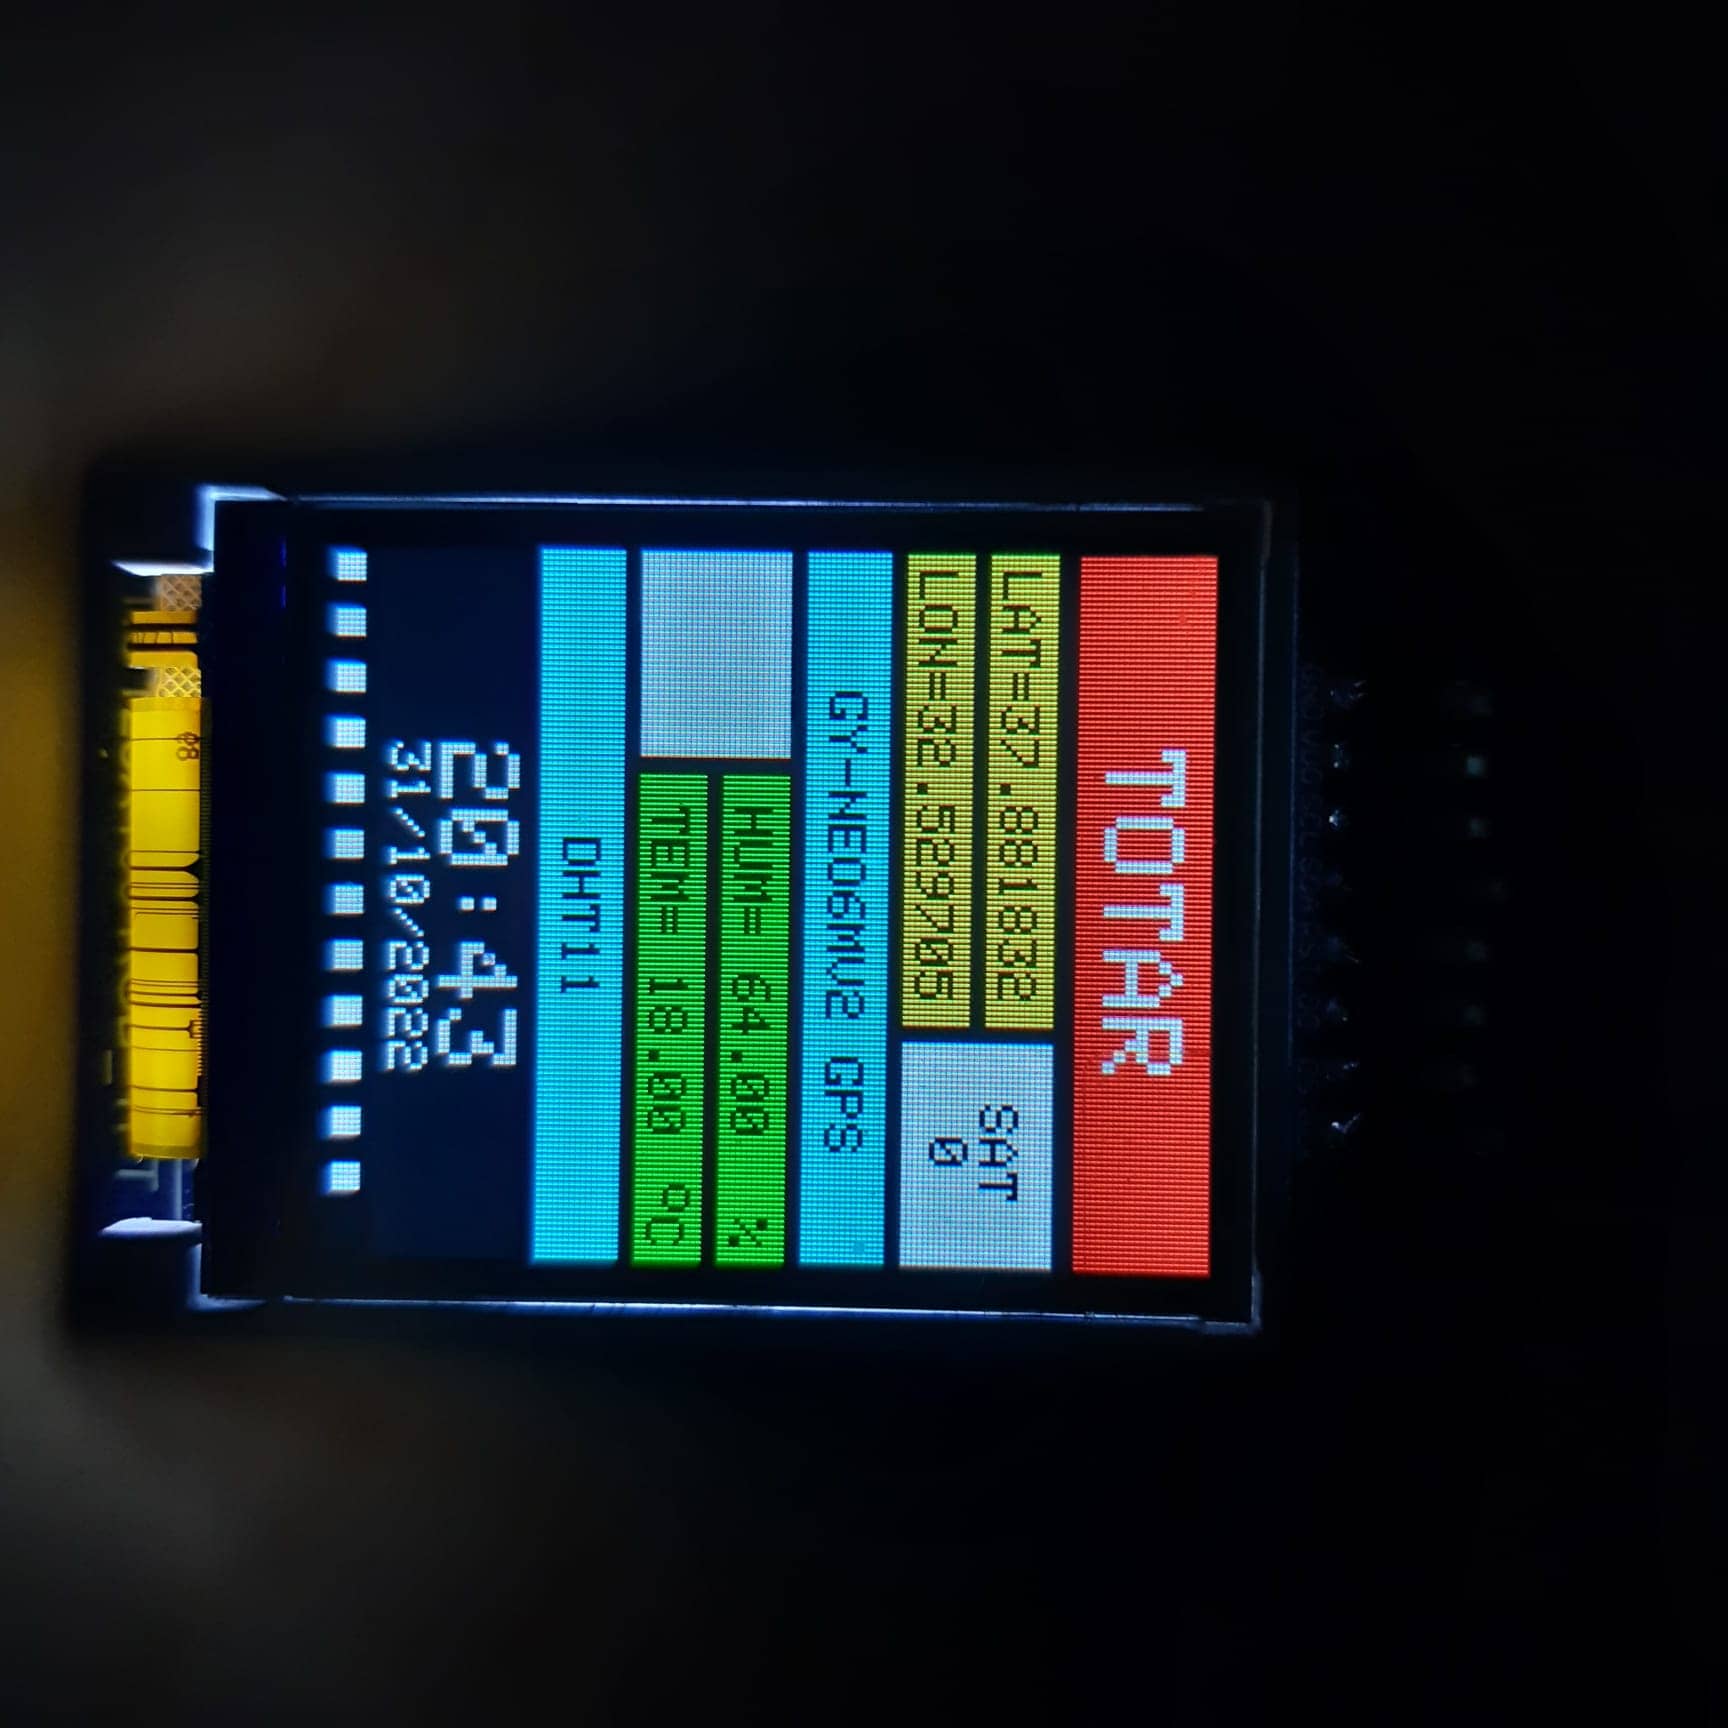 TOTAR
LAT=37.881832
LON=32.529705
SAT
0
GY-NEO6MV2 GPS
HUM= 64.00 %
TEM= 18.00 ºC
DHT11
20:43
31/10/2022